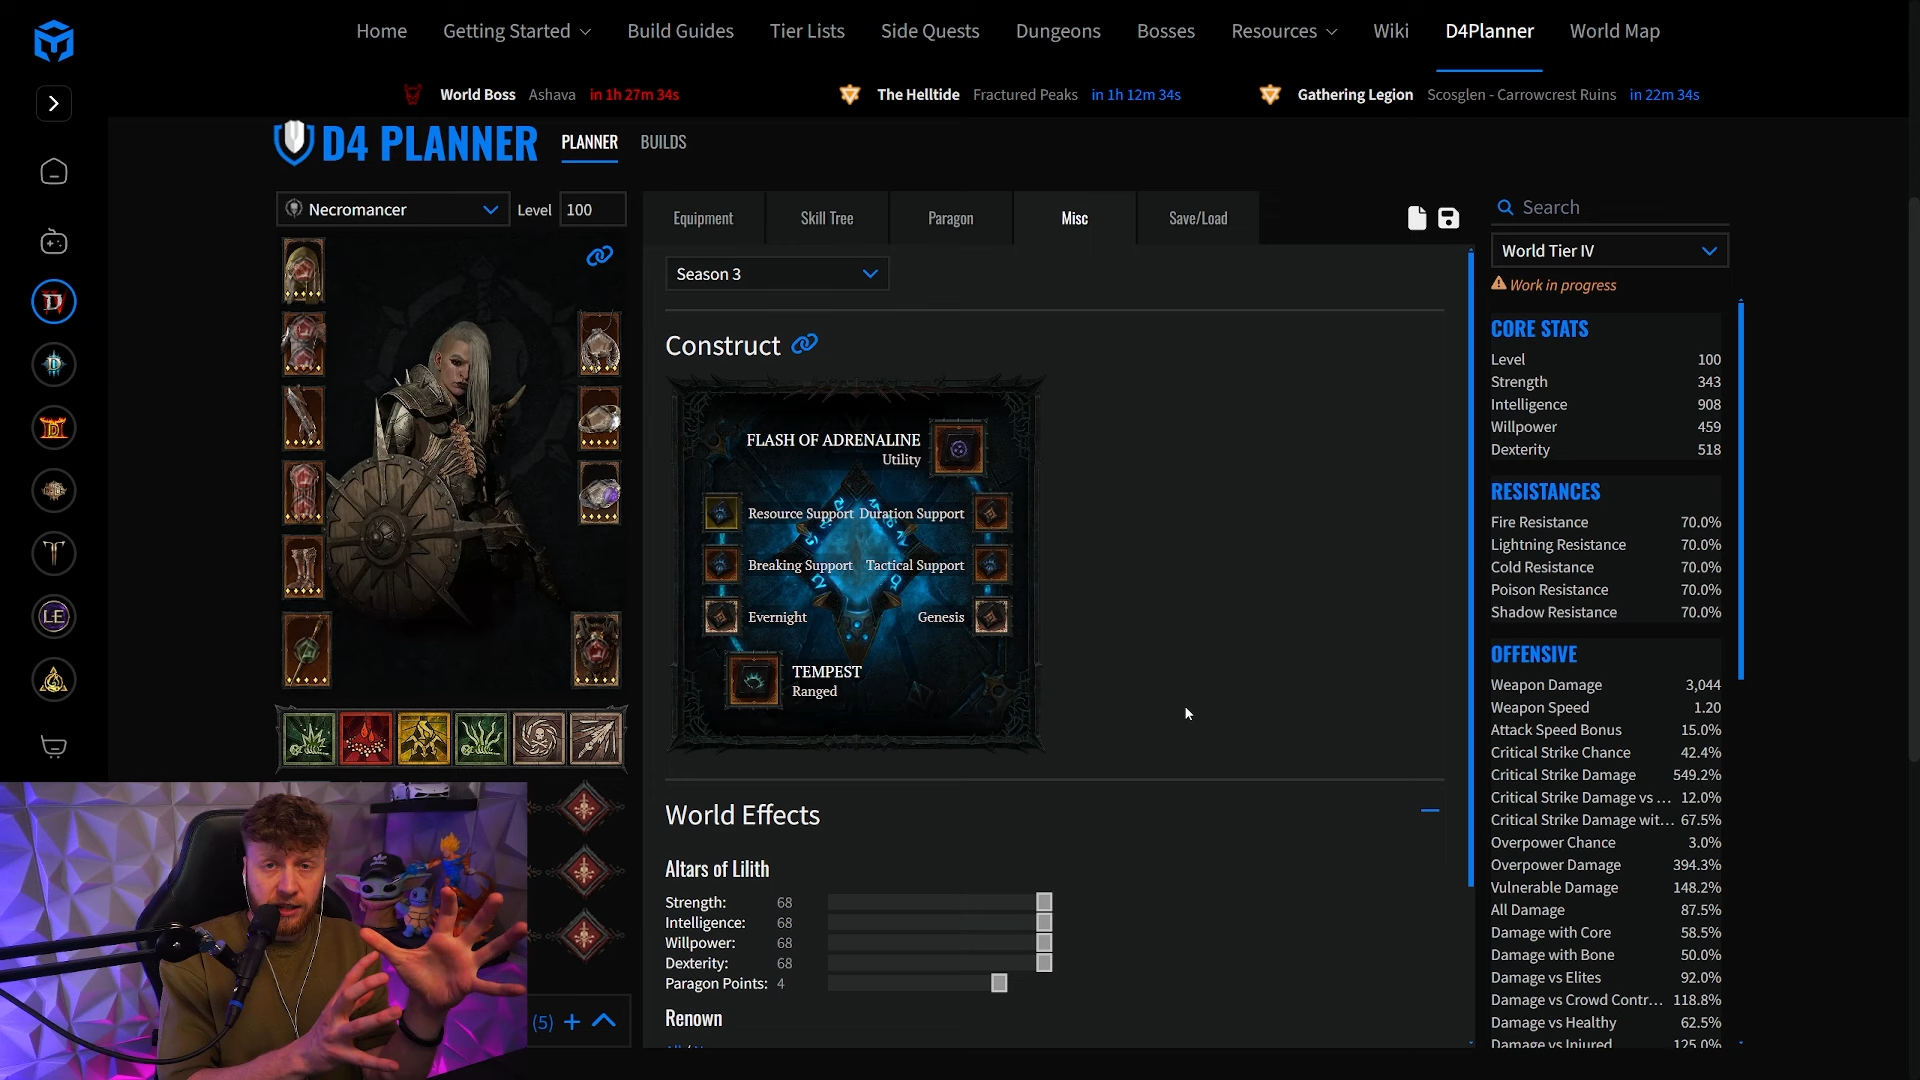 Home
Getting Started
Build Guides
Tier Lists
Side Quests
Dungeons
Bosses
Resources
Wiki
D4Planner
World Map
World Boss Ashava in 1h 27m 34s
The Helltide Fractured Peaks in 1h 12m 34s
Gathering Legion Scosglen - Carrowcrest Ruins in 22m 34s
D4 PLANNER
PLANNER
BUILDS
Necromancer
Level 100
Equipment
Skill Tree
Paragon
Misc
Save/Load
Season 3
Construct
FLASH OF ADRENALINE
Utility
Resource Support
Duration Support
Breaking Support
Tactical Support
Evernight
Genesis
TEMPEST
Ranged
World Effects
Altars of Lilith
Strength: 68
Intelligence: 68
Willpower: 68
Dexterity: 68
Paragon Points: 4
Renown
(5)
Search
World Tier IV
Work in progress
CORE STATS
Level 100
Strength 343
Intelligence 908
Willpower 459
Dexterity 518
RESISTANCES
Fire Resistance 70.0%
Lightning Resistance 70.0%
Cold Resistance 70.0%
Poison Resistance 70.0%
Shadow Resistance 70.0%
OFFENSIVE
Weapon Damage 3,044
Weapon Speed 1.20
Attack Speed Bonus 15.0%
Critical Strike Chance 42.4%
Critical Strike Damage 549.2%
Critical Strike Damage vs ... 12.0%
Critical Strike Damage wit... 67.5%
Overpower Chance 3.0%
Overpower Damage 394.3%
Vulnerable Damage 148.2%
All Damage 87.5%
Damage with Core 58.5%
Damage with Bone 50.0%
Damage vs Elites 92.0%
Damage vs Crowd Contr... 118.8%
Damage vs Healthy 62.5%
Damage vs Injured 125.0%
LE